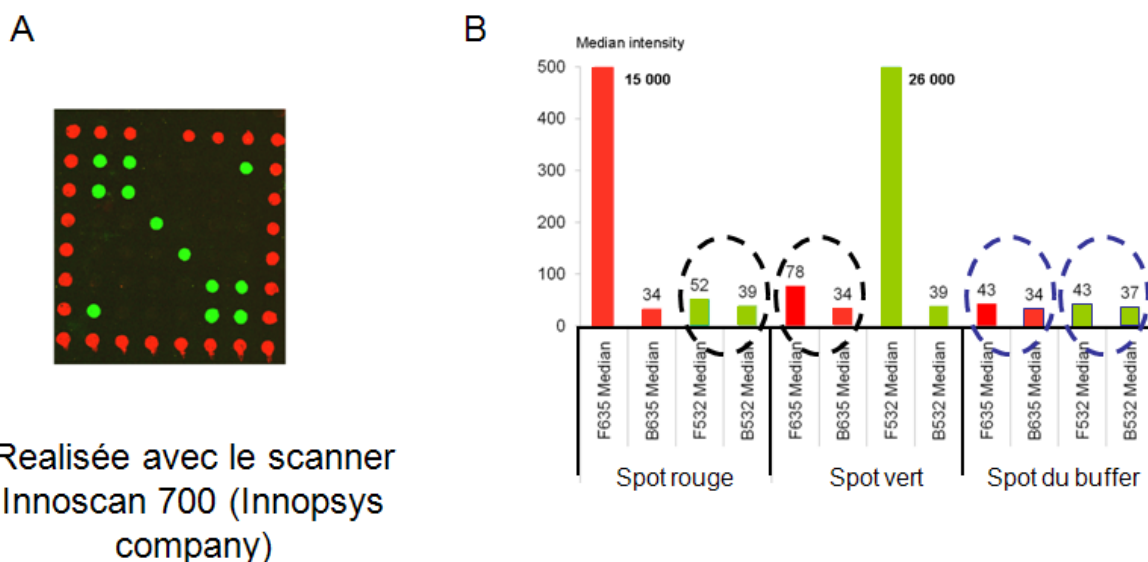 A
Realisée avec le scanner
Innoscan 700 (Innopsys
company)
B
Median intensity
500
400
300
200
100
0
15 000
34
52
39
78
34
26 000
39
43
34
43
37
F635 Median
B635 Median
F532 Median
B532 Median
F635 Median
B635 Median
F532 Median
B532 Median
F635 Median
B635 Median
F532 Median
B532 Median
Spot rouge
Spot vert
Spot du buffer